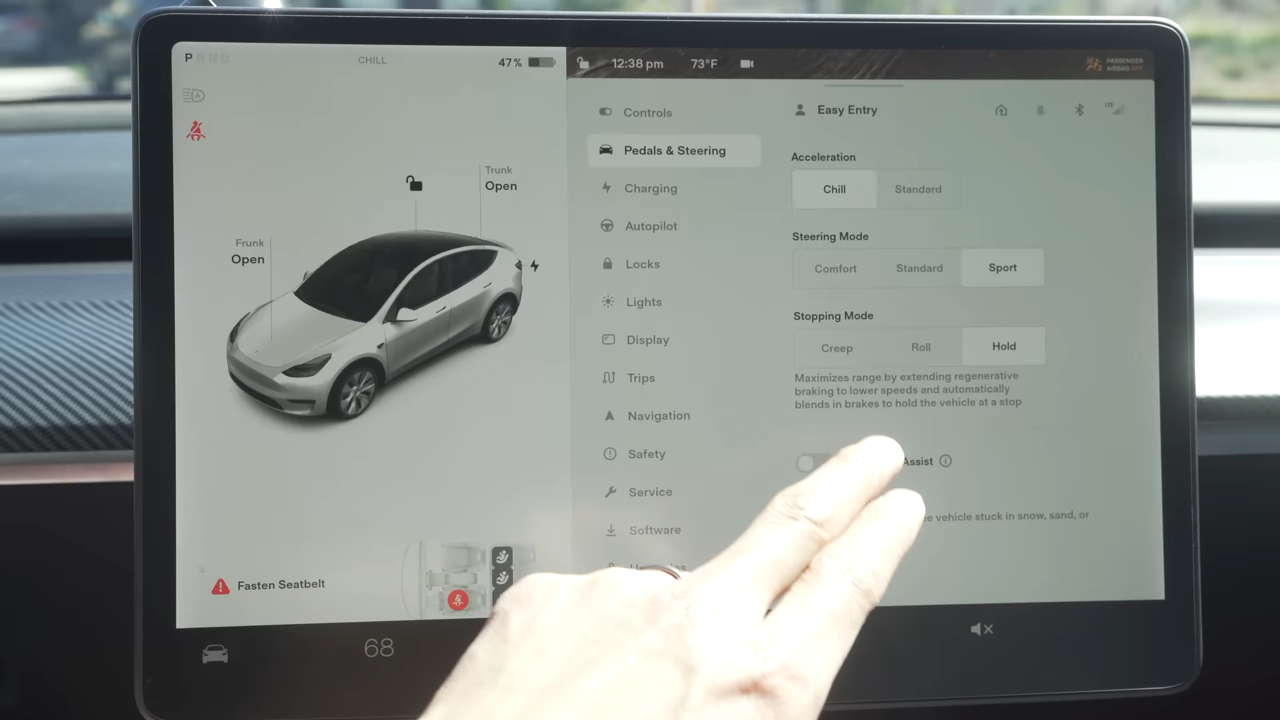 P R N D
CHILL
47 %
12:38 pm
73°F
PASSENGER
AIRBAG OFF
Trunk
Open
Frunk
Open
Fasten Seatbelt
68
Controls
Pedals & Steering
Charging
Autopilot
Locks
Lights
Display
Trips
Navigation
Safety
Service
Software
Easy Entry
LTE
Acceleration
Chill Standard
Steering Mode
Comfort Standard Sport
Stopping Mode
Creep Roll Hold
Maximizes range by extending regenerative
braking to lower speeds and automatically
blends in brakes to hold the vehicle at a stop
Assist
vehicle stuck in snow, sand, or